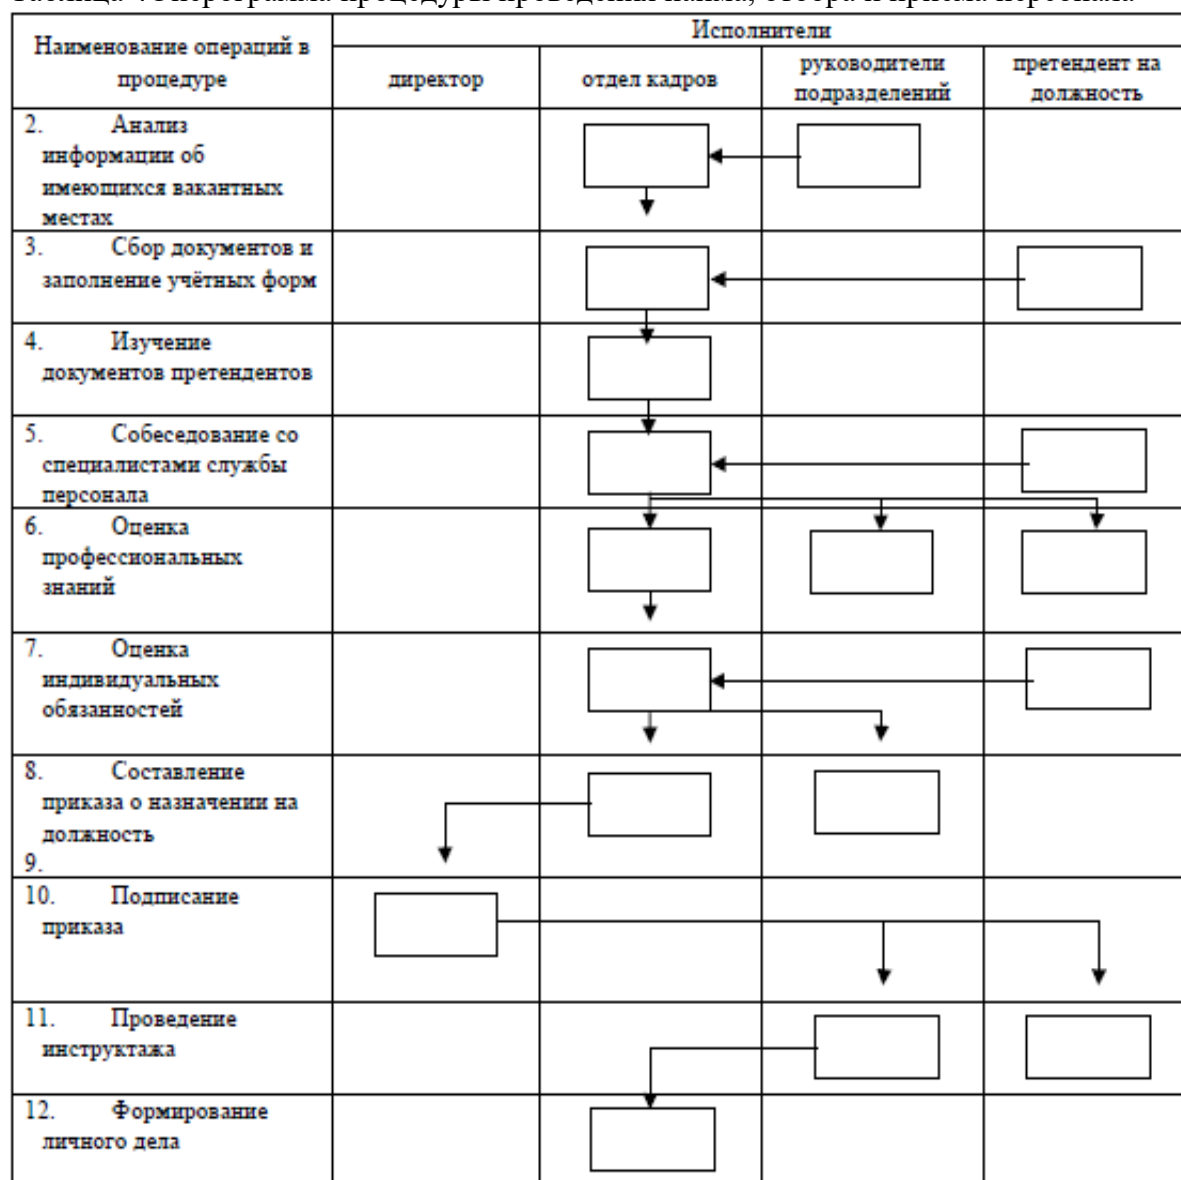 Наименование операций в
процедуре
Исполнители
директор
отдел кадров
руководители
подразделений
претендент на
должность
2. Анализ
информации об
имеющихся вакантных
местах
3. Сбор документов и
заполнение учётных форм
4. Изучение
документов претендентов
5. Собеседование со
специалистами службы
персонала
6. Оценка
профессиональных
знаний
7. Оценка
индивидуальных
обязанностей
8. Составление
приказа о назначении на
должность
9.
10. Подписание
приказа
11. Проведение
инструктажа
12. Формирование
личного дела